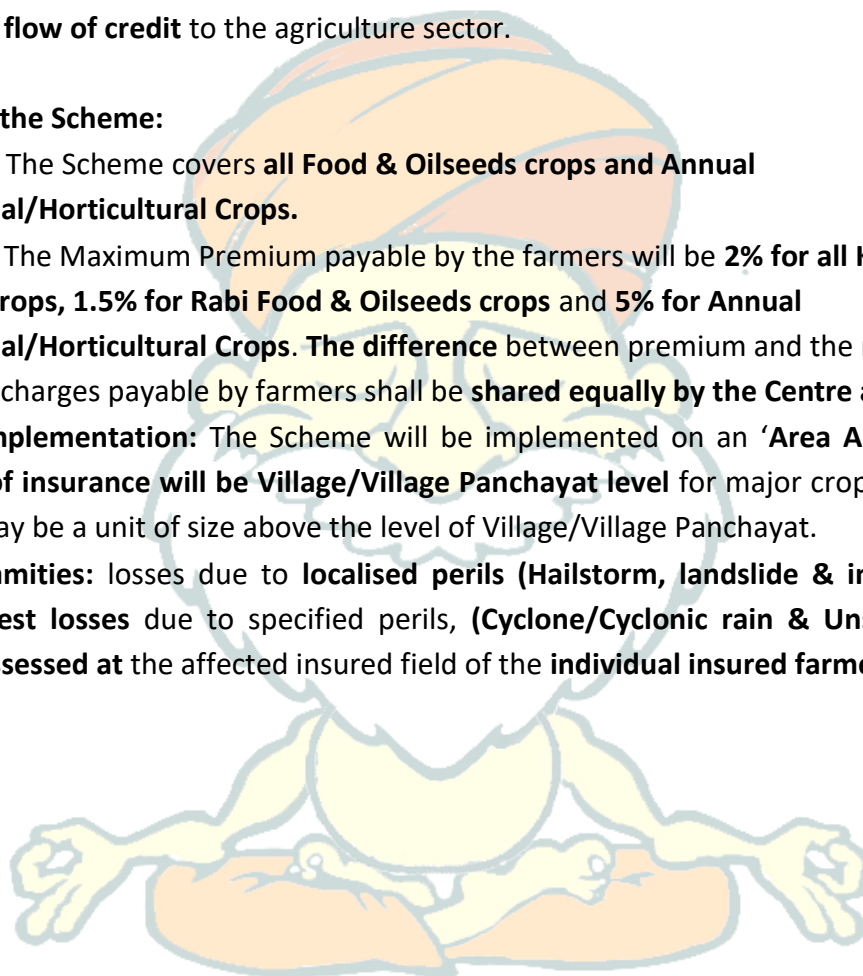 flow of credit to the agriculture sector.
the Scheme:
The Scheme covers all Food & Oilseeds crops and Annual
al/Horticultural Crops.
The Maximum Premium payable by the farmers will be 2% for all
rops, 1.5% for Rabi Food & Oilseeds crops and 5% for Annual
al/Horticultural Crops. The difference between premium and the
charges payable by farmers shall be shared equally by the Centre
mplementation: The Scheme will be implemented on an ‘Area A
of insurance will be Village/Village Panchayat level for major crop
ay be a unit of size above the level of Village/Village Panchayat.
amities: losses due to localised perils (Hailstorm, landslide & in
est losses due to specified perils, (Cyclone/Cyclonic rain & Uns
ssessed at the affected insured field of the individual insured farme